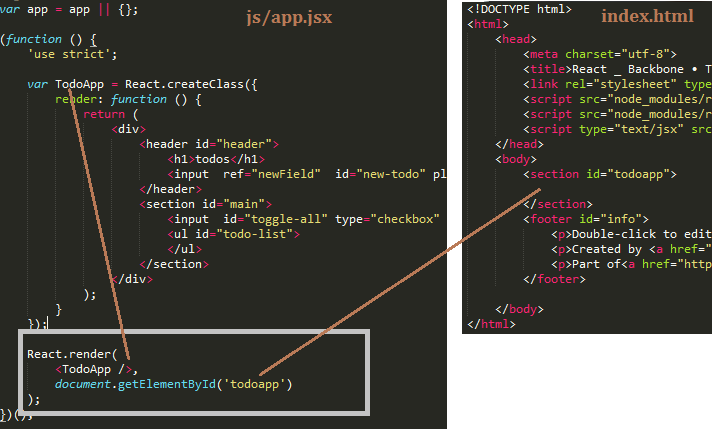 js/app.jsx
var app = app || {};
(function () {
'use strict';
var TodoApp = React.createClass({
render: function () {
return (
<div>
<header id="header">
<h1>todos</h1>
<input ref="newField" id="new-todo" pl
</header>
<section id="main">
<input id="toggle-all" type="checkbox"
<ul id="todo-list">
</ul>
</section>
</div>
);
}
});
React.render(
<TodoApp />,
document.getElementById('todoapp')
);
})();
index.html
<!DOCTYPE html>
<html>
<head>
<meta charset="utf-8">
<title>React _ Backbone • T
<link rel="stylesheet" type
<script src="node_modules/r
<script src="node_modules/r
<script type="text/jsx" src
</head>
<body>
<section id="todoapp">
</section>
<footer id="info">
<p>Double-click to edit
<p>Created by <a href="
<p>Part of<a href="http
</footer>
</body>
</html>